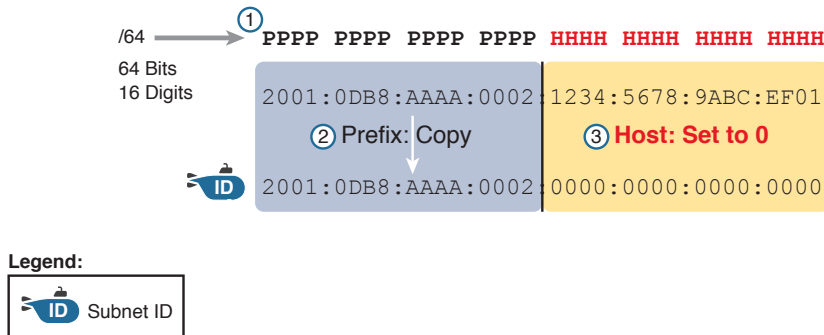 ①
/64 PPPP PPPP PPPP PPPP HHHH HHHH HHHH HHHH
64 Bits
16 Digits
2001:0DB8:AAAA:0002:1234:5678:9ABC:EF01
② Prefix: Copy ③ Host: Set to 0
ID 2001:0DB8:AAAA:0002:0000:0000:0000:0000
Legend:
ID Subnet ID